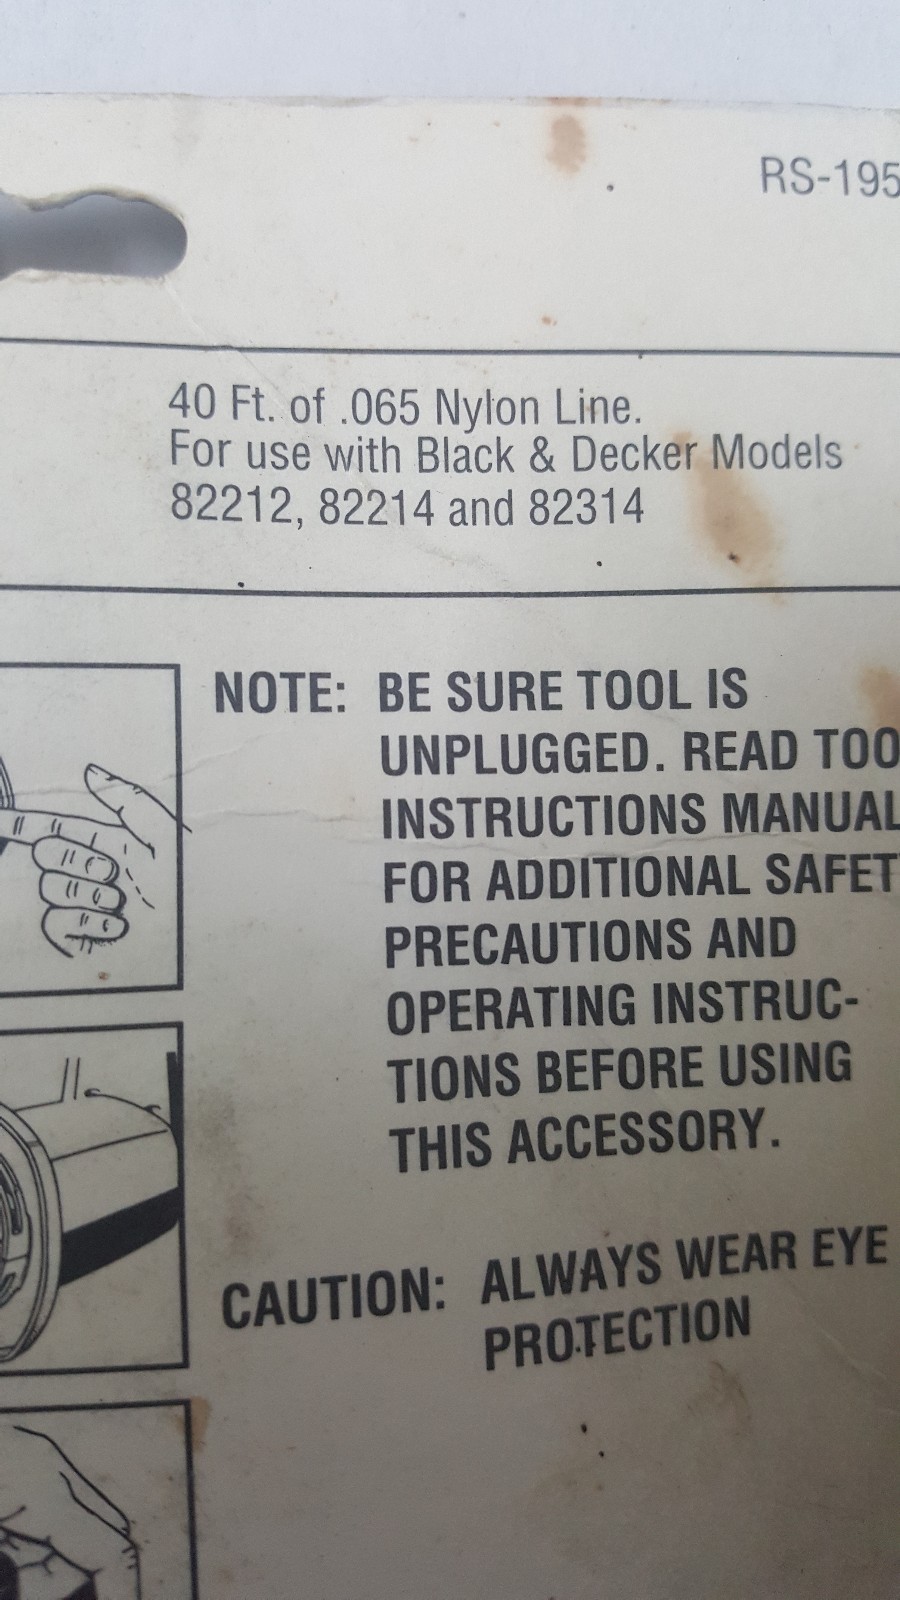 RS-195
40 Ft. of .065 Nylon Line.
For use with Black & Decker Models
82212, 82214 and 82314
NOTE: BE SURE TOOL IS
UNPLUGGED. READ TOO
INSTRUCTIONS MANUAL
FOR ADDITIONAL SAFET
PRECAUTIONS AND
OPERATING INSTRUC-
TIONS BEFORE USING
THIS ACCESSORY.
CAUTION: ALWAYS WEAR EYE
PROTECTION